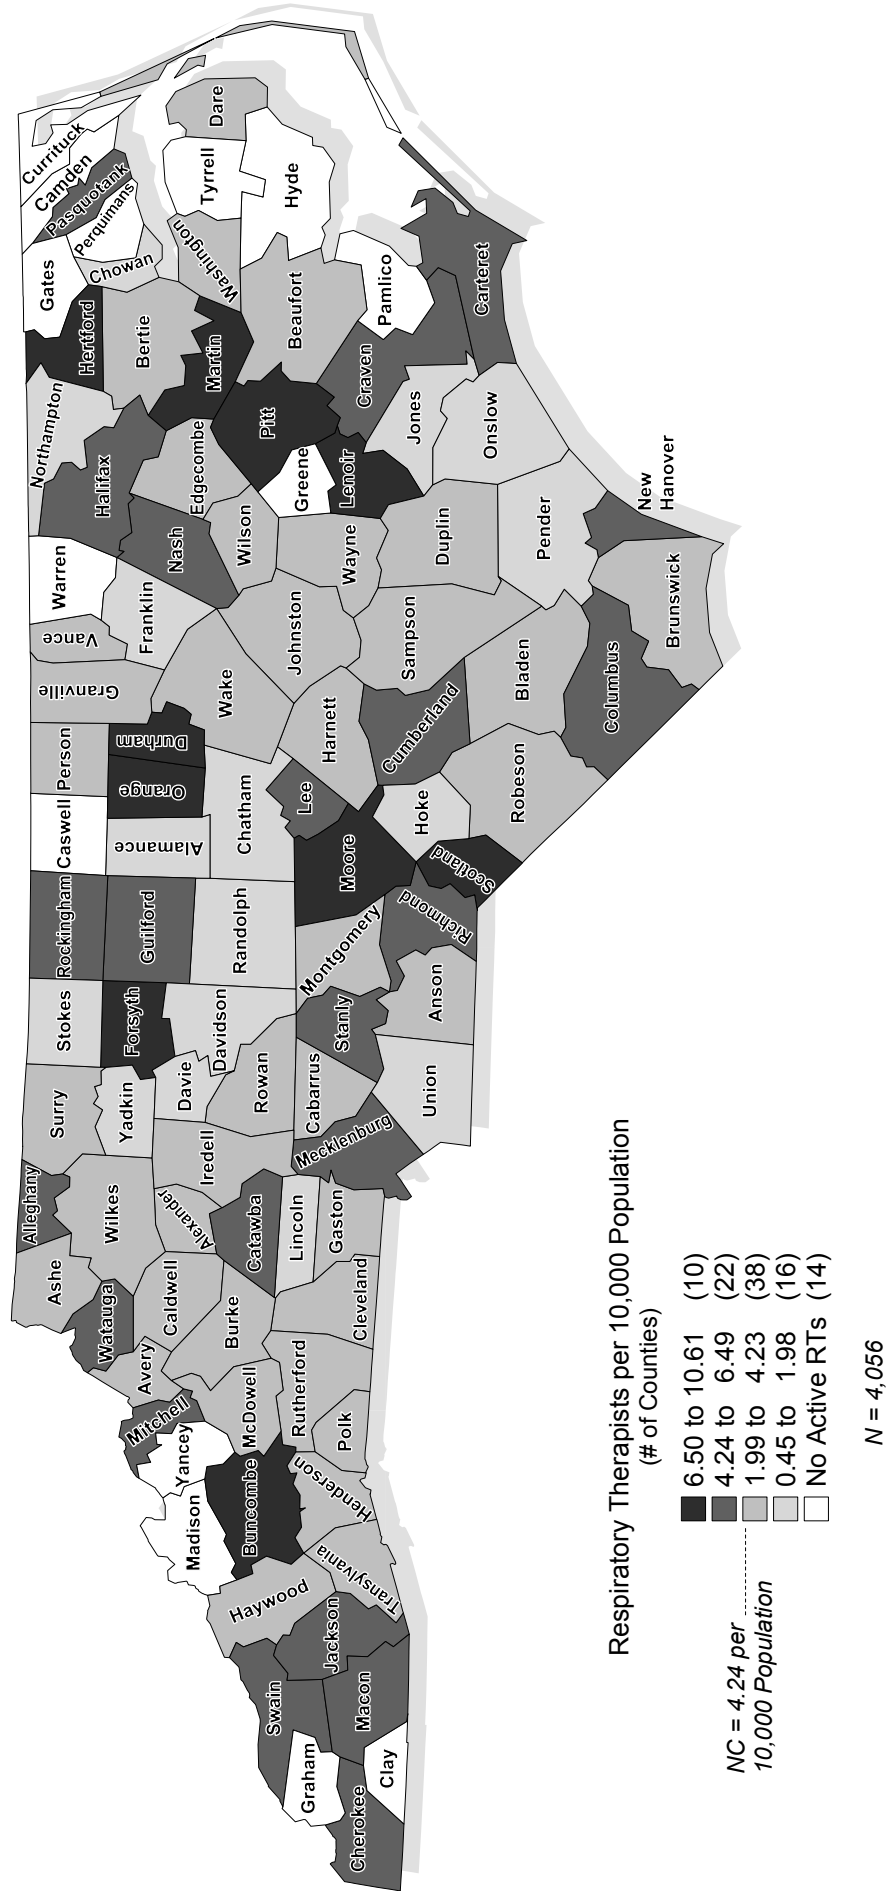 Cherokee
Graham
Clay
Swain
Macon
Jackson
Haywood
Transylvania
Madison
Buncombe
Henderson
Yancey
Mitchell
McDowell
Rutherford
Polk
Avery
Burke
Cleveland
Watauga
Caldwell
Ashe
Alleghany
Wilkes
Alexander
Catawba
Lincoln
Gaston
Surry
Yadkin
Iredell
Mecklenburg
Stokes
Forsyth
Davie
Davidson
Rowan
Cabarrus
Stanly
Union
Anson
Rockingham
Guilford
Randolph
Montgomery
Richmond
Caswell
Alamance
Chatham
Moore
Scotland
Person
Orange
Durham
Lee
Hoke
Robeson
Granville
Vance
Wake
Harnett
Cumberland
Bladen
Columbus
Warren
Franklin
Johnston
Sampson
Brunswick
Halifax
Nash
Wilson
Wayne
Duplin
Pender
New
Hanover
Northampton
Edgecombe
Greene
Lenoir
Jones
Onslow
Hertford
Bertie
Martin
Pitt
Craven
Carteret
Gates
Chowan
Washington
Beaufort
Pamlico
Currituck
Camden
Pasquotank
Perquimans
Tyrrell
Hyde
Dare
Respiratory Therapists per 10,000 Population
(# of Counties)
6.50 to 10.61 (10)
4.24 to 6.49 (22)
1.99 to 4.23 (38)
0.45 to 1.98 (16)
No Active RTs (14)
NC = 4.24 per
10,000 Population
N = 4,056